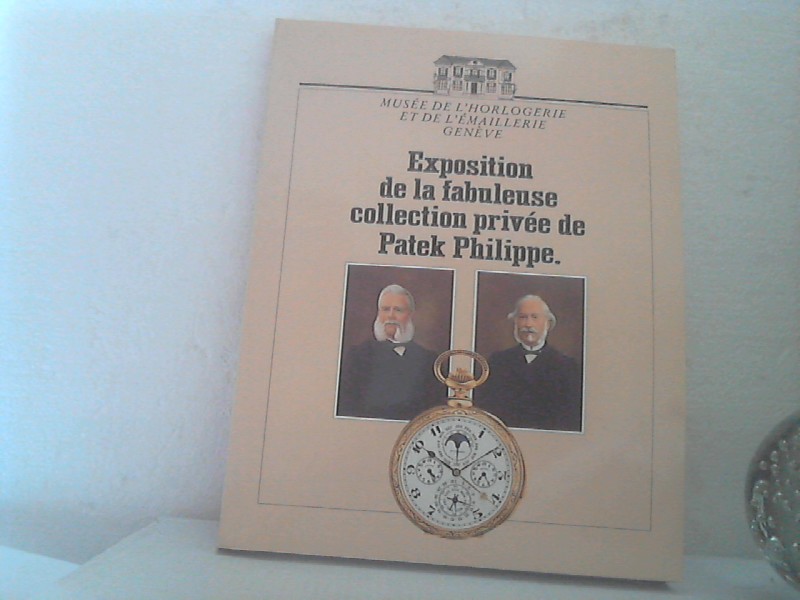 MUSÉE DE L'HORLOGERIE
ET DE L'ÉMAILLERIE
GENÈVE
Exposition
de la fabuleuse
collection privée de
Patek Philippe.